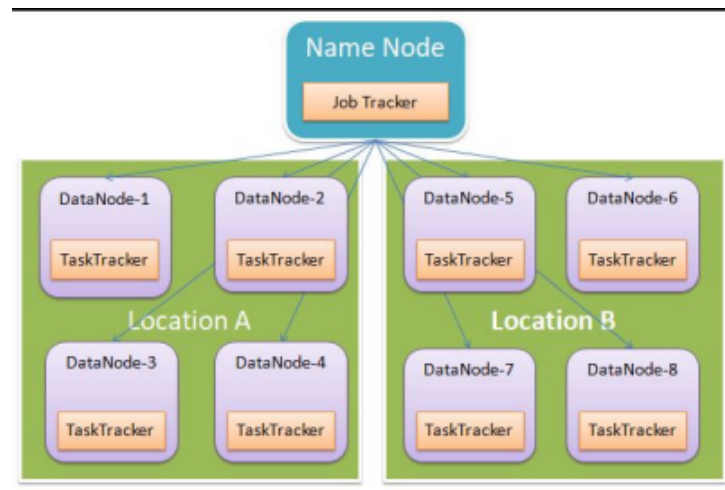 Name Node
Job Tracker
DataNode-1
TaskTracker
DataNode-2
TaskTracker
Location A
DataNode-3
TaskTracker
DataNode-4
TaskTracker
DataNode-5
TaskTracker
DataNode-6
TaskTracker
Location B
DataNode-7
TaskTracker
DataNode-8
TaskTracker